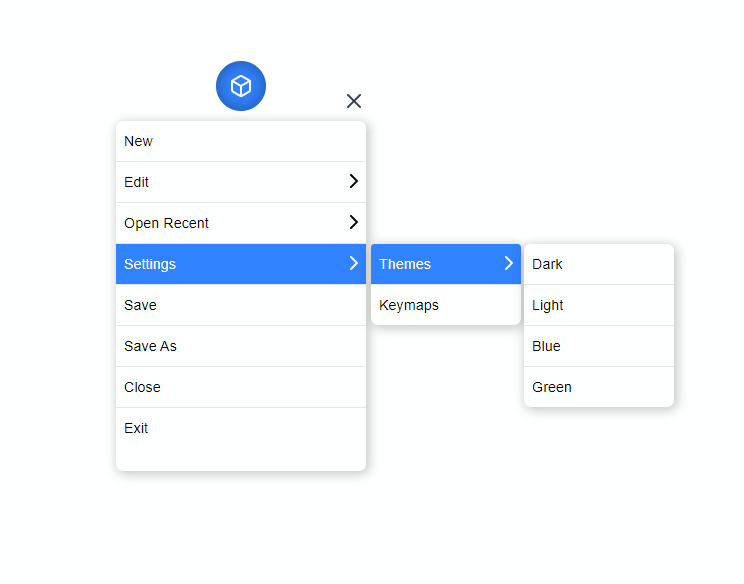 New
Edit
Open Recent
Settings
Save
Save As
Close
Exit
Themes
Keymaps
Dark
Light
Blue
Green